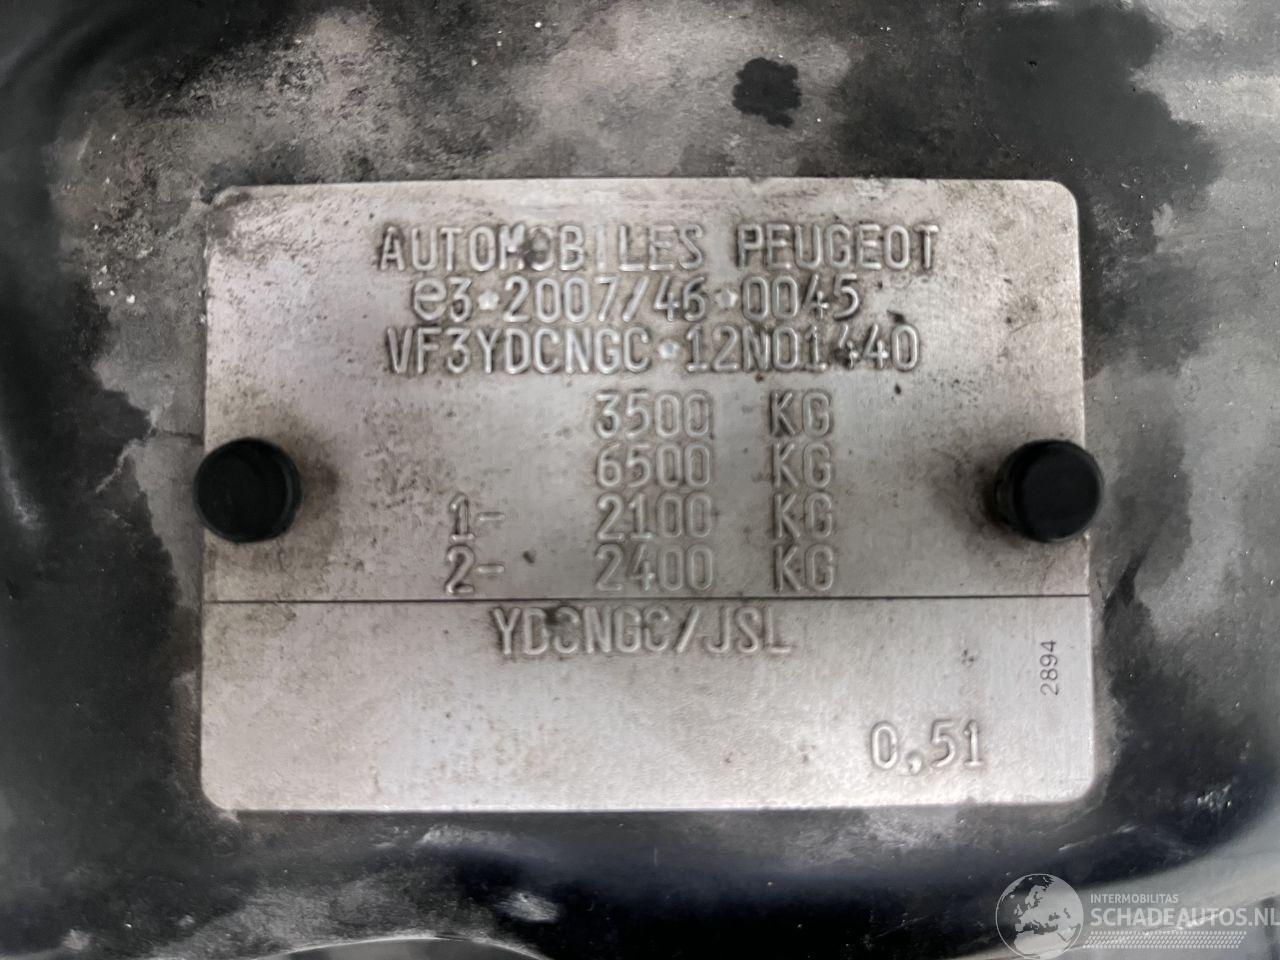 AUTOMOBILES PEUGEOT
e3*2007/46*0045
VF3YDCNGC*12N01440
3500 KG
6500 KG
1- 2100 KG
2- 2400 KG
YDCNGC/JSL
2894
0,51
INTERMOBILITAS
SCHADEAUTOS.NL